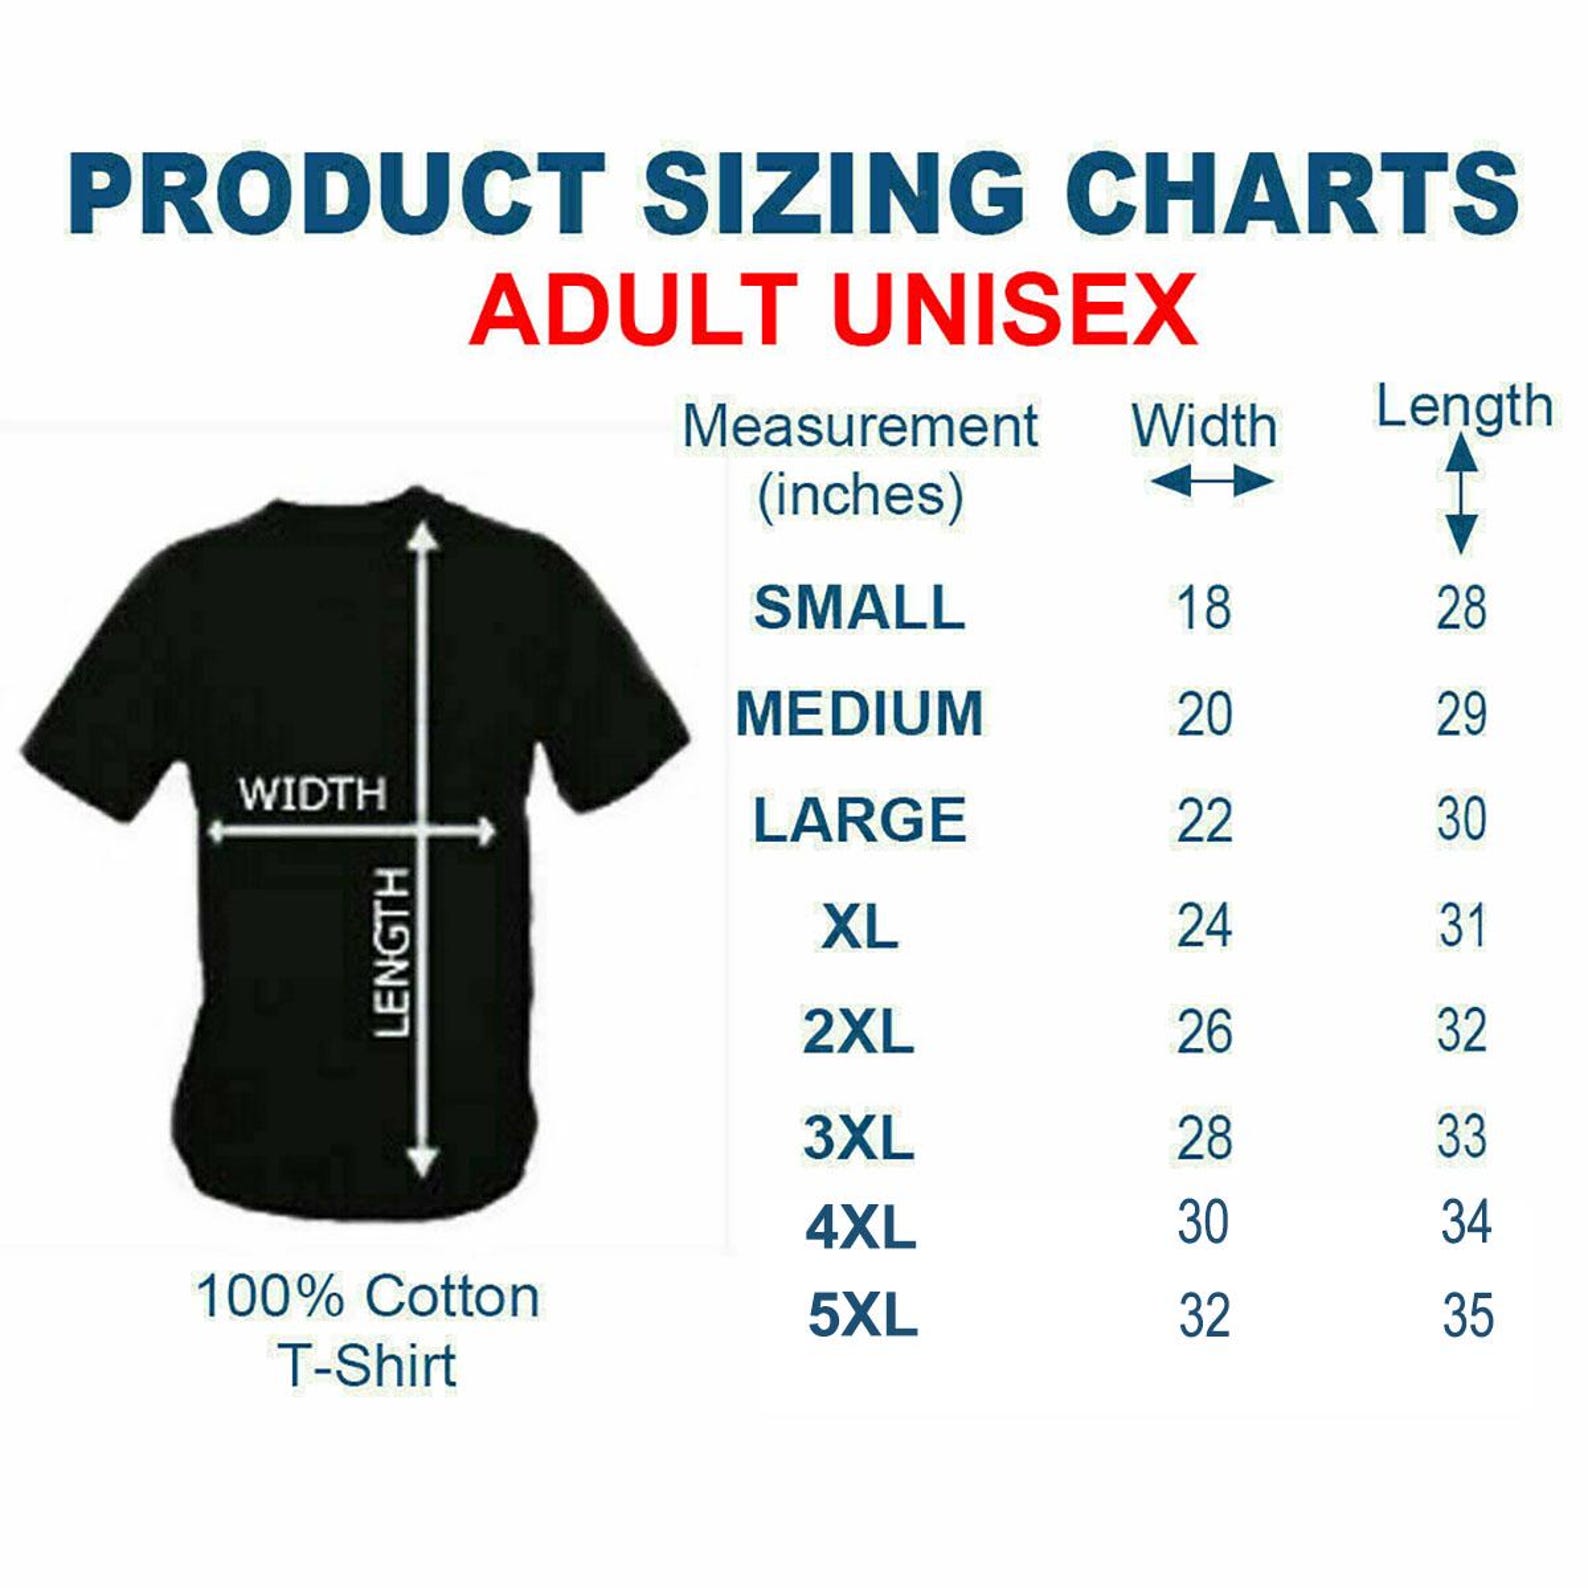 PRODUCT SIZING CHARTS
ADULT UNISEX
Measurement (inches) Width Length
SMALL 18 28
MEDIUM 20 29
LARGE 22 30
XL 24 31
2XL 26 32
3XL 28 33
4XL 30 34
5XL 32 35
WIDTH
LENGTH
100% Cotton
T-Shirt